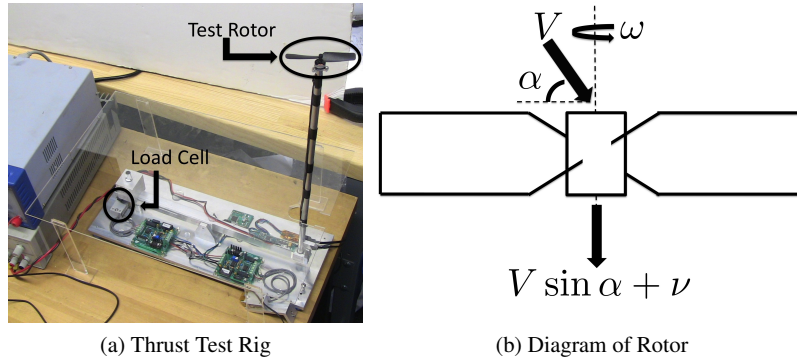 Test Rotor
Load Cell
(a) Thrust Test Rig
V
ω
α
V sin α + ν
(b) Diagram of Rotor